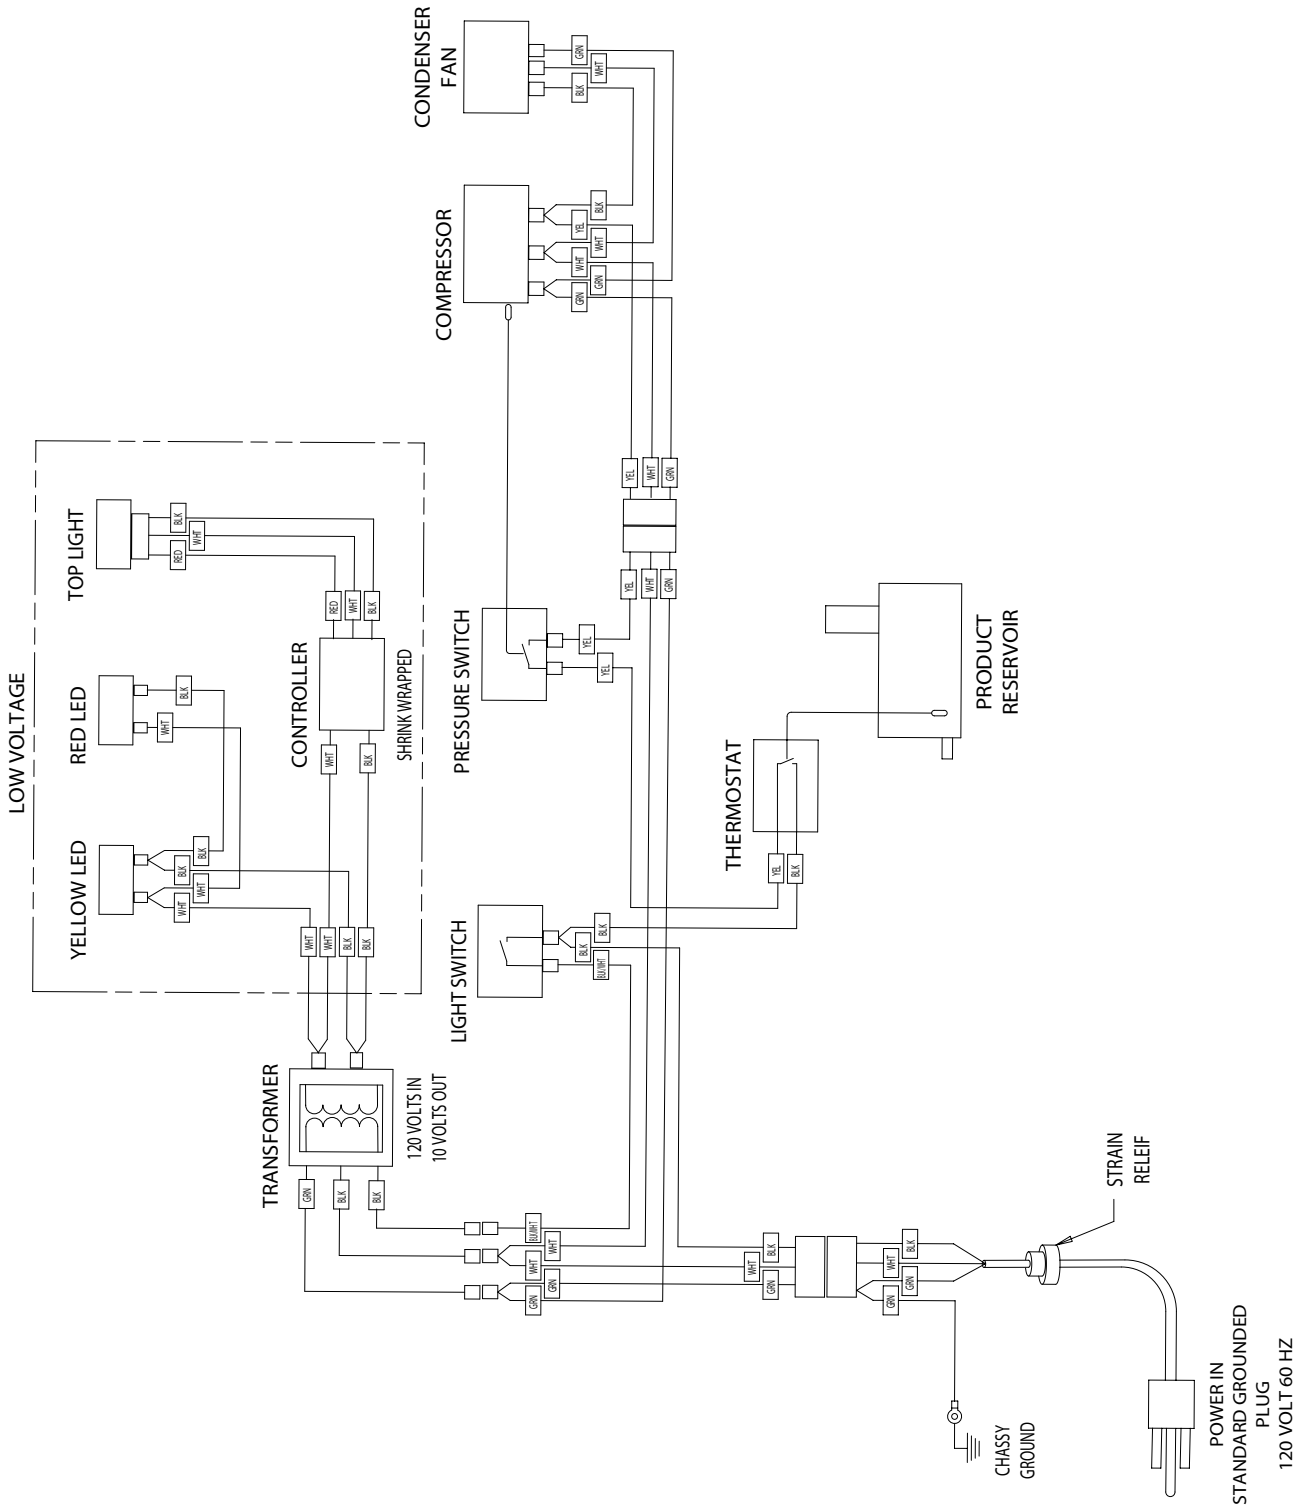 LOW VOLTAGE
YELLOW LED
WHT
BLK
WHT
BLK
RED LED
WHT
BLK
TOP LIGHT
RED
BLK
WHT
TRANSFORMER
GRN
BLK
BLK
120 VOLTS IN
10 VOLTS OUT
WHT
WHT
BLK
BLK
CONTROLLER
WHT
BLK
RED
WHT
BLK
SHRINK WRAPPED
LIGHT SWITCH
BLK/WHT
BLK
BLK
PRESSURE SWITCH
YEL
YEL
COMPRESSOR
GRN
WHT
YEL
GRN
WHT
BLK
CONDENSER
FAN
BLK
GRN
WHT
BLK/WHT
WHT
WHT
GRN
GRN
YEL
WHT
GRN
YEL
WHT
GRN
THERMOSTAT
YEL
BLK
PRODUCT
RESERVOIR
BLK
WHT
GRN
BLK
WHT
GRN
GRN
CHASSY
GROUND
STRAIN
RELEIF
POWER IN
STANDARD GROUNDED
PLUG
120 VOLT 60 HZ